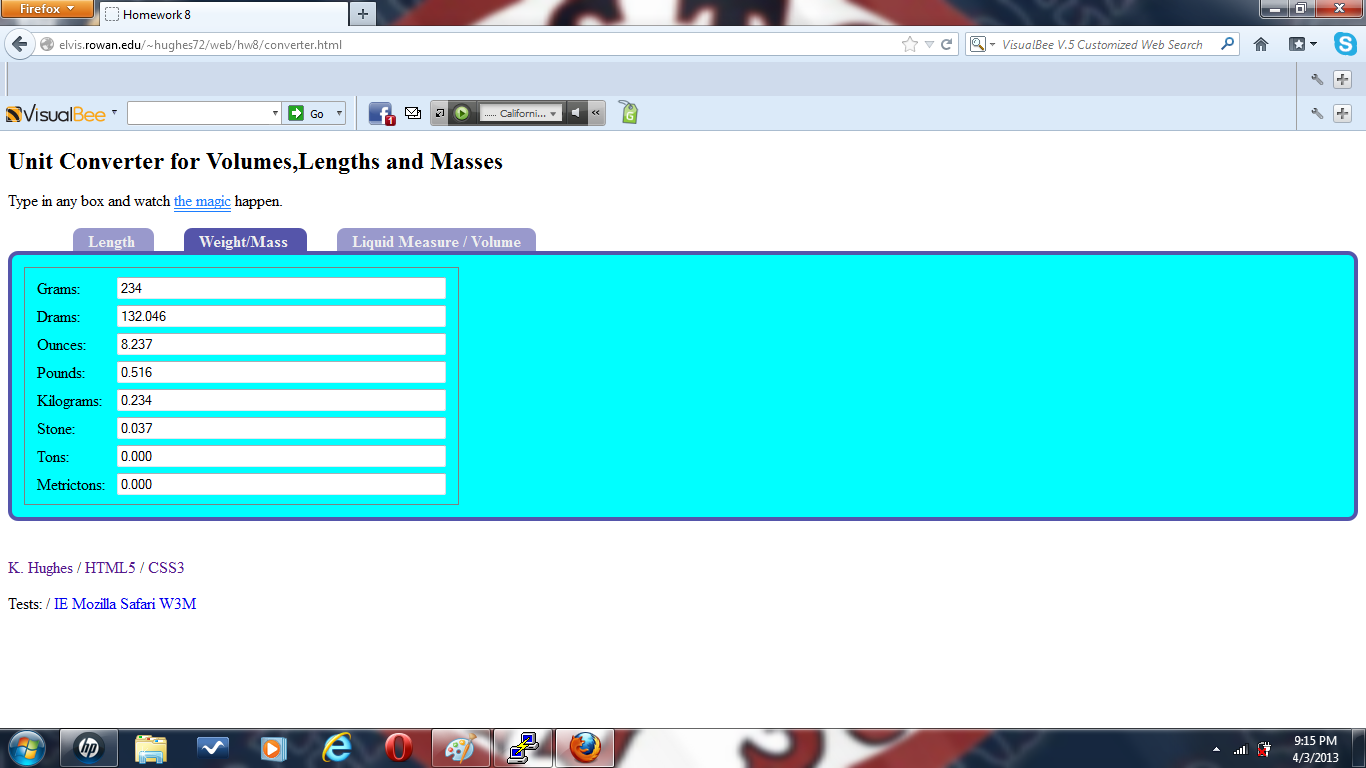 Firefox
Homework 8
elvis.rowan.edu/~hughes72/web/hw8/converter.html
VisualBee V.5 Customized Web Search
VisualBee
Go
1
...... Californi...
G
Unit Converter for Volumes,Lengths and Masses
Type in any box and watch the magic happen.
Length Weight/Mass Liquid Measure / Volume
Grams: 234
Drams: 132.046
Ounces: 8.237
Pounds: 0.516
Kilograms: 0.234
Stone: 0.037
Tons: 0.000
Metrictons: 0.000
K. Hughes / HTML5 / CSS3
Tests: / IE Mozilla Safari W3M
hp
9:15 PM
4/3/2013